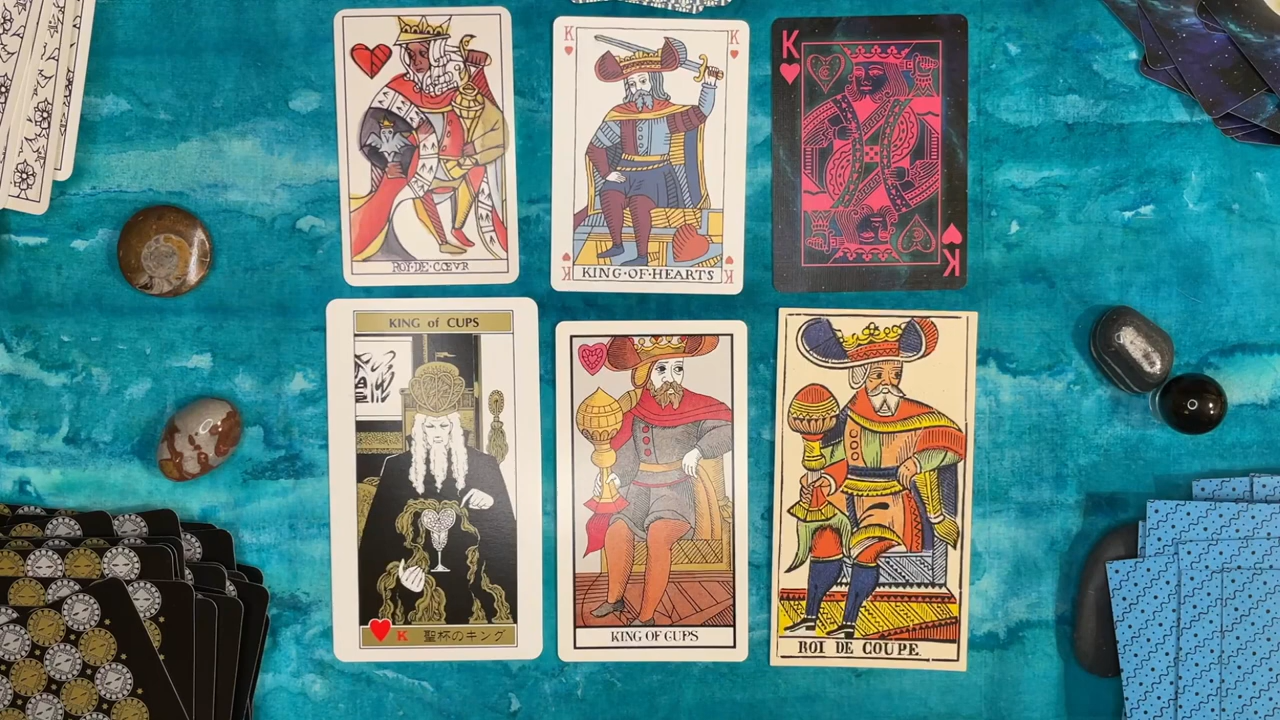 ROY·DE·CŒVR
K
K
KING·OF·HEARTS
K
K
K
K
KING of CUPS
K 聖杯のキング
KING OF CUPS
ROI DE COUPE.